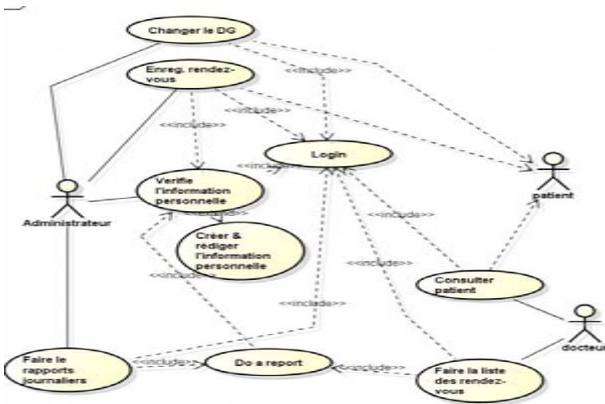 Changer le DG
Enreg. rendez-
vous
<<include>>
<<include>>
<<include>>
Login
Verifie
l'information
personnelle
patient
Administrateur
Créer &
rédiger
l'information
personnelle
<<include>>
<<include>>
Consulter
patient
<<include>>
docteur
Faire le
rapports
journaliers
<<include>>
Do a report
<<include>>
Faire la liste
des rendez-
vous